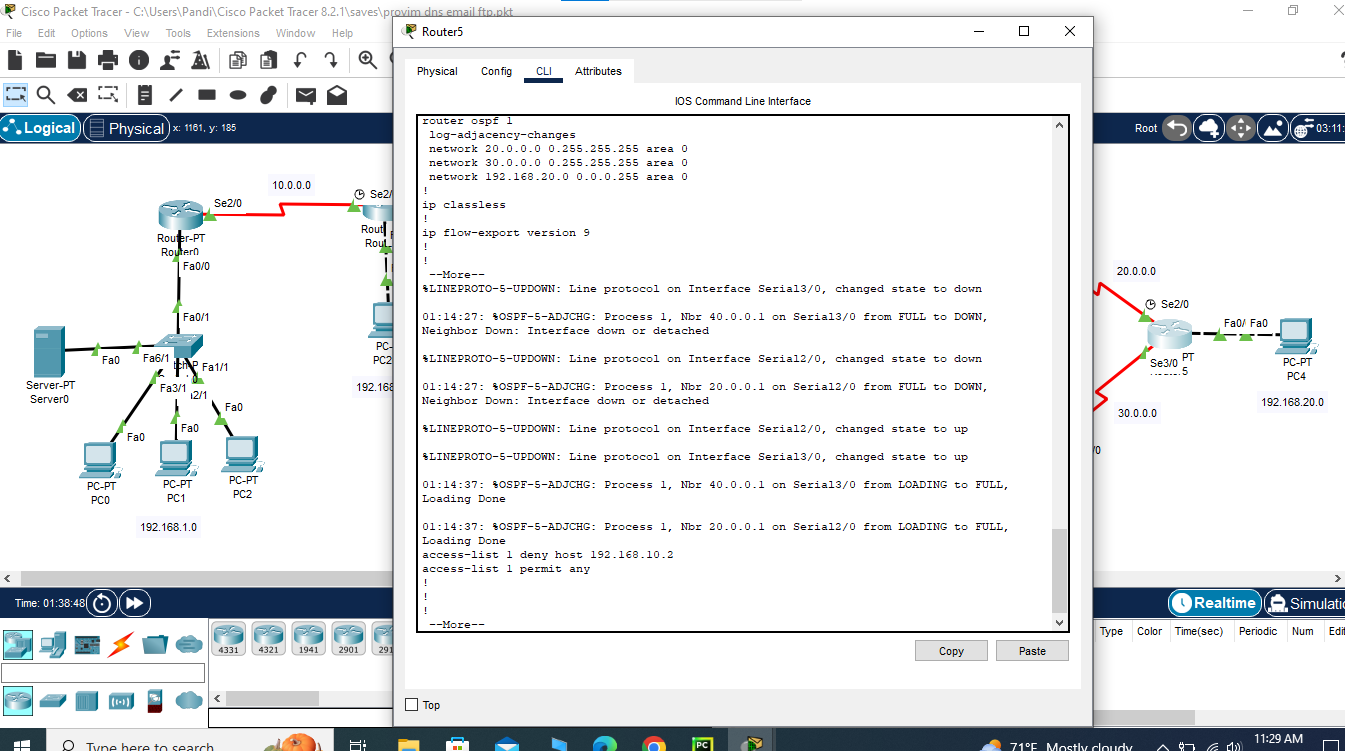 Cisco Packet Tracer - C:\Users\Pandi\Cisco Packet Tracer 8.2.1\saves\provim dns email ftp.pkt
File Edit Options View Tools Extensions Window Help
Logical
Physical
x: 1161, y: 185
Root
03:11:
Router5
Physical Config CLI Attributes
IOS Command Line Interface
router ospf 1
log-adjacency-changes
network 20.0.0.0 0.255.255.255 area 0
network 30.0.0.0 0.255.255.255 area 0
network 192.168.20.0 0.0.0.255 area 0
!
ip classless
!
ip flow-export version 9
!
!
--More--
%LINEPROTO-5-UPDOWN: Line protocol on Interface Serial3/0, changed state to down
01:14:27: %OSPF-5-ADJCHG: Process 1, Nbr 40.0.0.1 on Serial3/0 from FULL to DOWN,
Neighbor Down: Interface down or detached
%LINEPROTO-5-UPDOWN: Line protocol on Interface Serial2/0, changed state to down
01:14:27: %OSPF-5-ADJCHG: Process 1, Nbr 20.0.0.1 on Serial2/0 from FULL to DOWN,
Neighbor Down: Interface down or detached
%LINEPROTO-5-UPDOWN: Line protocol on Interface Serial2/0, changed state to up
%LINEPROTO-5-UPDOWN: Line protocol on Interface Serial3/0, changed state to up
01:14:37: %OSPF-5-ADJCHG: Process 1, Nbr 40.0.0.1 on Serial3/0 from LOADING to FULL,
Loading Done
01:14:37: %OSPF-5-ADJCHG: Process 1, Nbr 20.0.0.1 on Serial2/0 from LOADING to FULL,
Loading Done
access-list 1 deny host 192.168.10.2
access-list 1 permit any
!
!
!
--More--
Copy
Paste
Top
10.0.0.0
Se2/0
Se2/
Router-PT
Router0
Rout
Rout
Fa0/0
Fa0/1
Fa0
Fa6/1
Fa1/1
Fa3/1
Server-PT
Server0
Fa0
Fa0
Fa0
PC-PT
PC0
PC-PT
PC1
PC-PT
PC2
192.168.1.0
PC-
PC2
192.168
20.0.0.0
Se2/0
Fa0/ Fa0
Se3/0
PT
PC-PT
PC4
192.168.20.0
30.0.0.0
/0
Time: 01:38:48
Realtime
Simulatic
4331 4321 1941 2901 291
Type Color Time(sec) Periodic Num Edit
Type here to search
PC
71°F Mostly cloudy
11:29 AM